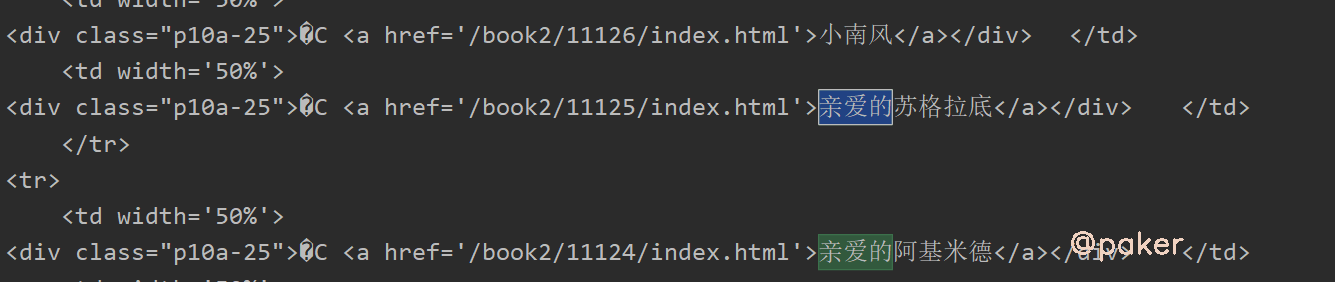 <td width='50%'>
<div class="p10a-25">�C <a href='/book2/11126/index.html'>小南风</a></div>   </td>
    <td width='50%'>
<div class="p10a-25">�C <a href='/book2/11125/index.html'>亲爱的苏格拉底</a></div>    </td>
    </tr>
<tr>
    <td width='50%'>
<div class="p10a-25">�C <a href='/book2/11124/index.html'>亲爱的阿基米德</a></div>    </td>
@paker